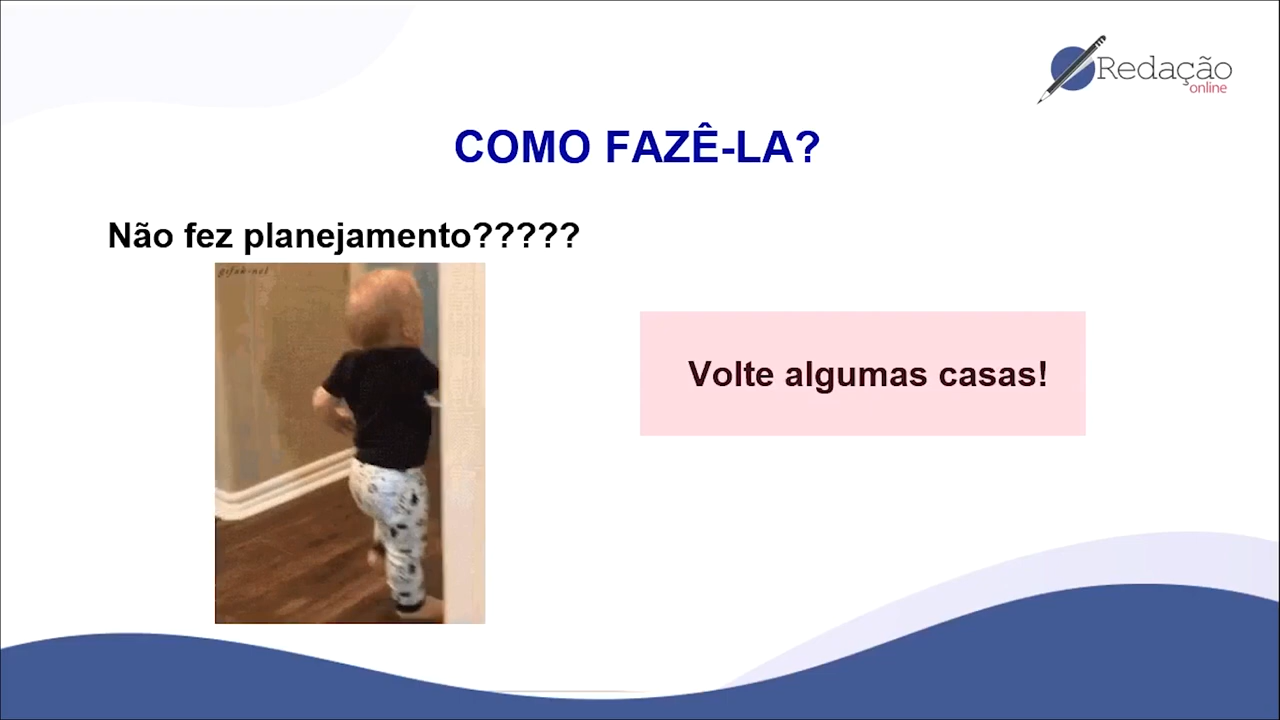 Redação
online
COMO FAZÊ-LA?
Não fez planejamento?????
Volte algumas casas!